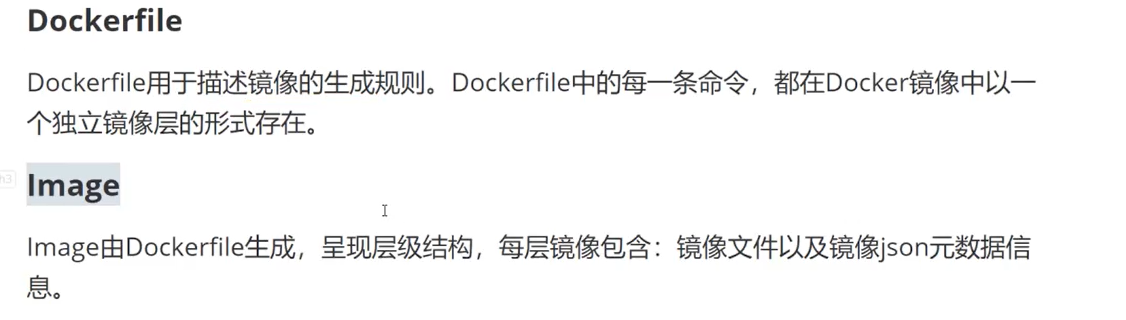 Dockerfile
Dockerfile用于描述镜像的生成规则。Dockerfile中的每一条命令，都在Docker镜像中以一
个独立镜像层的形式存在。
h3
Image
Image由Dockerfile生成，呈现层级结构，每层镜像包含：镜像文件以及镜像json元数据信
息。